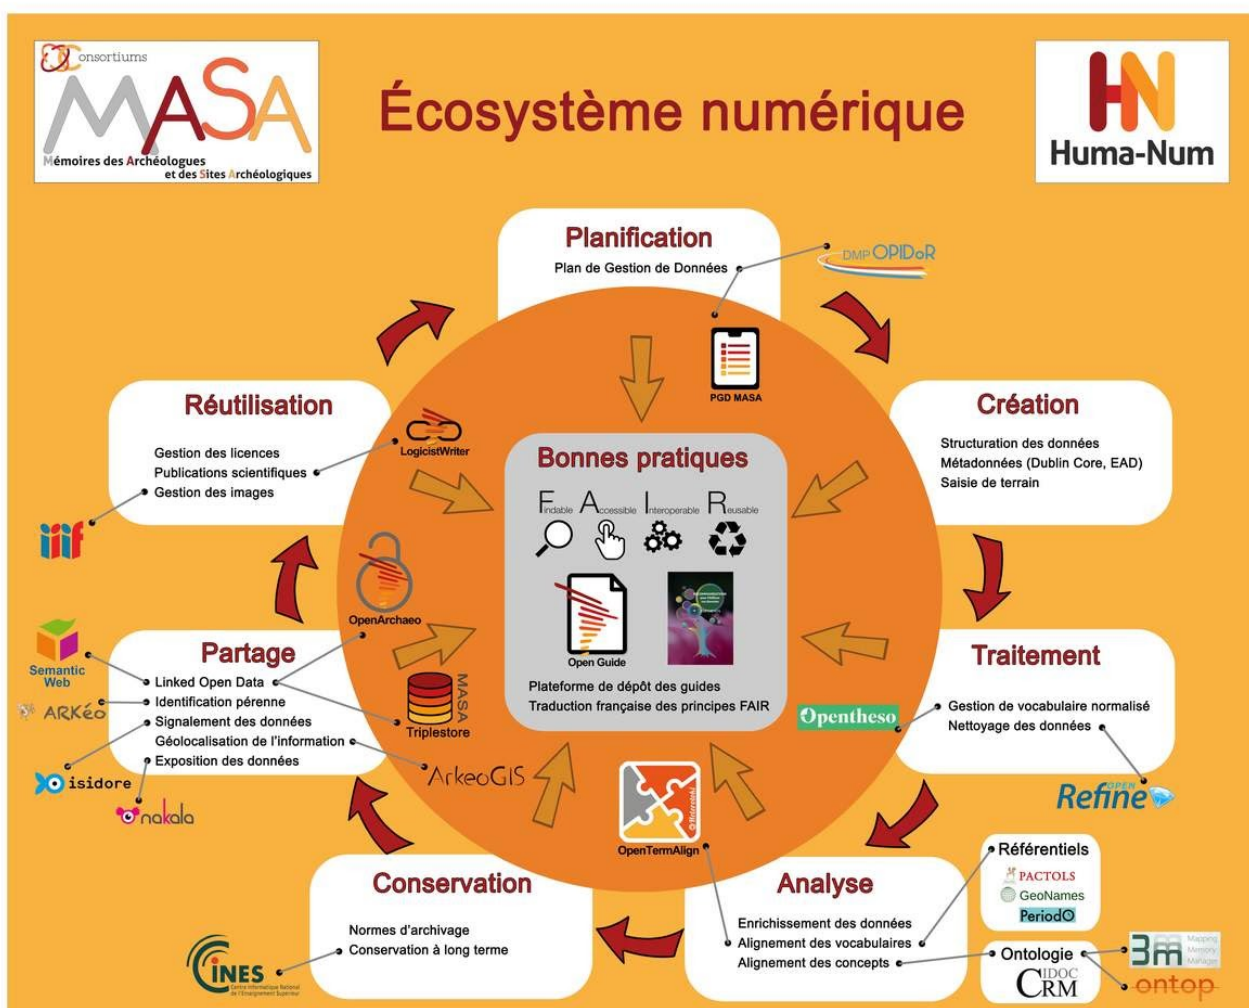 Consortiums
MASA
Mémoires des Archéologues
et des Sites Archéologiques
Écosystème numérique
HN
Huma-Num
Planification
Plan de Gestion de Données
DMP OPIDoR
PGD MASA
Création
Structuration des données
Métadonnées (Dublin Core, EAD)
Saisie de terrain
Traitement
Gestion de vocabulaire normalisé
Nettoyage des données
Opentheso
OPEN
Refine
Analyse
Enrichissement des données
Alignement des vocabulaires
Alignement des concepts
OpenTermAlign
Référentiels
PACTOLS
GeoNames
PeriodO
Ontologie
CIDOC
CRM
3m
Mapping
Memory
Manager
ontop
Conservation
Normes d'archivage
Conservation à long terme
CINES
Centre Informatique National
de l'Enseignement Supérieur
Partage
Linked Open Data
Identification pérenne
Signalement des données
Géolocalisation de l'information
Exposition des données
Semantic
Web
ARKéo
isidore
nakala
OpenArchaeo
MASA
Triplestore
ArkeoGIS
Réutilisation
Gestion des licences
Publications scientifiques
Gestion des images
LogicistWriter
iiif
Bonnes pratiques
Findable Accessible Interoperable Reusable
Open Guide
Plateforme de dépôt des guides
Traduction française des principes FAIR